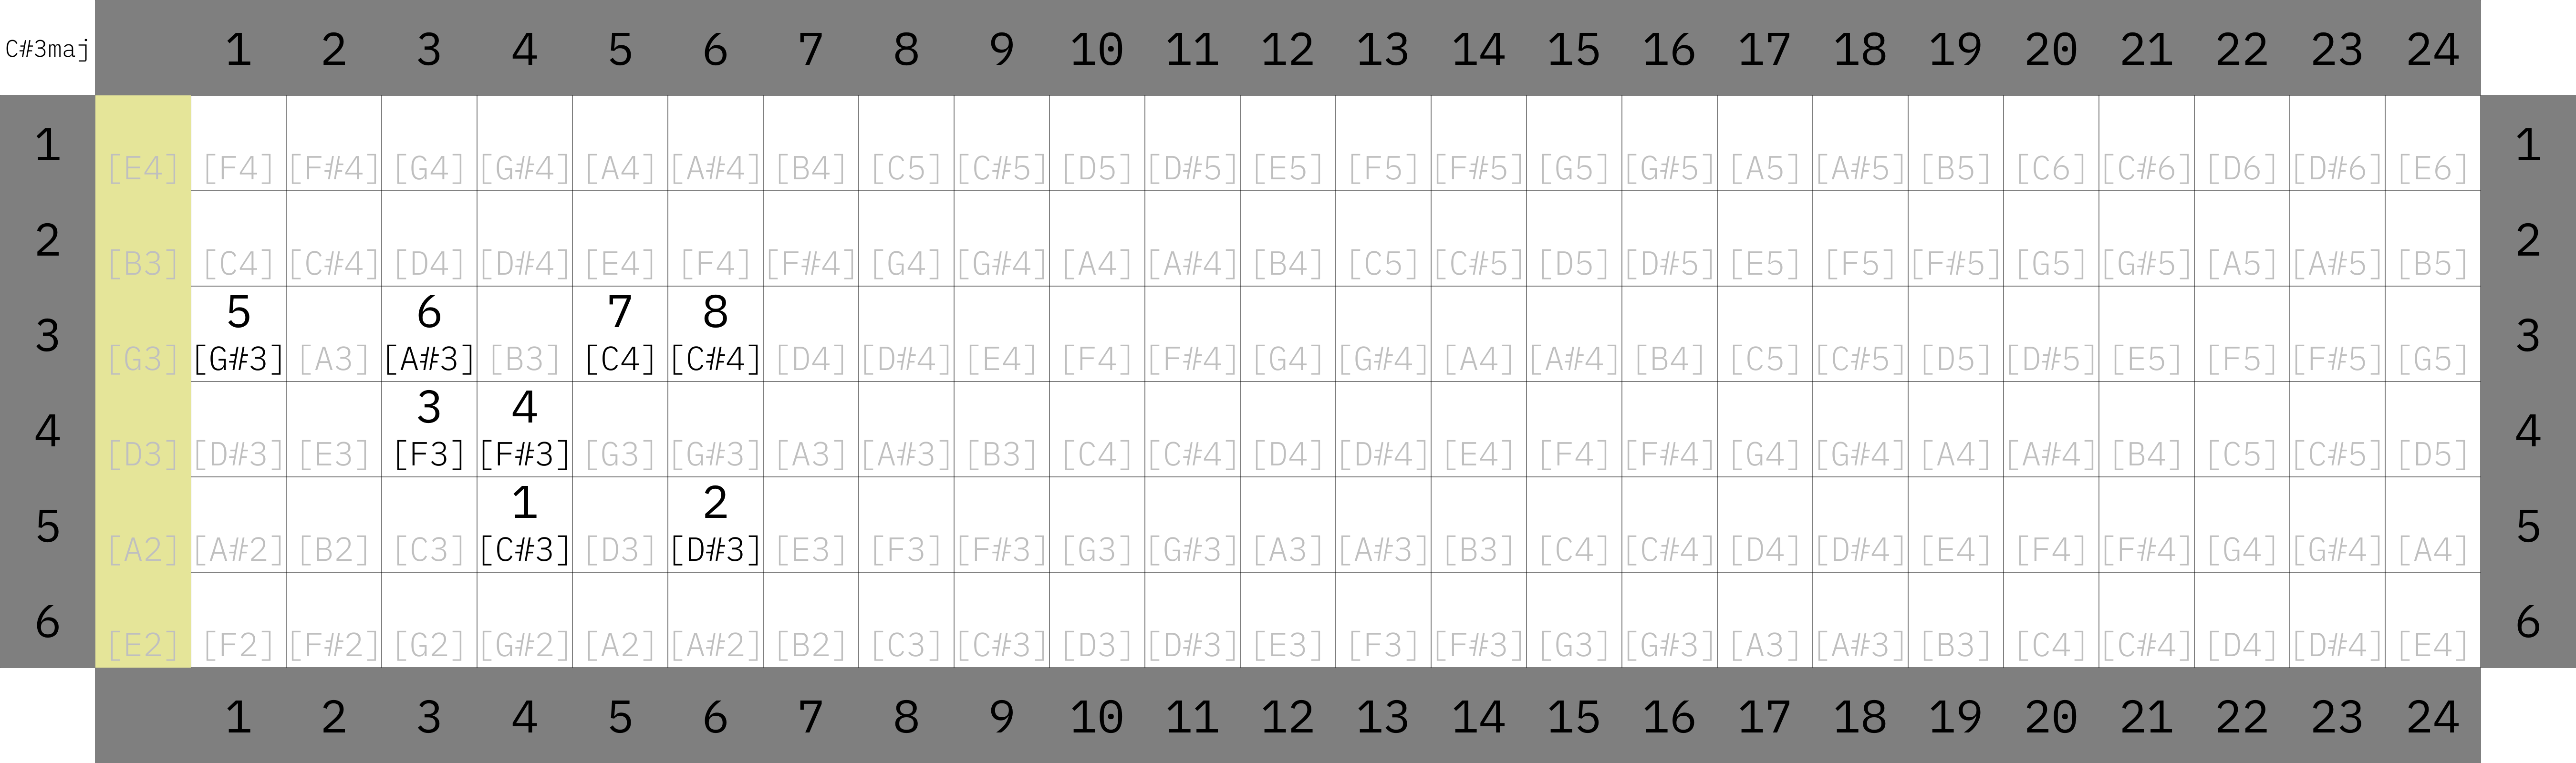 C#3maj 1 2 3 4 5 6 7 8 9 10 11 12 13 14 15 16 17 18 19 20 21 22 23 24
1 [E4] [F4] [F#4] [G4] [G#4] [A4] [A#4] [B4] [C5] [C#5] [D5] [D#5] [E5] [F5] [F#5] [G5] [G#5] [A5] [A#5] [B5] [C6] [C#6] [D6] [D#6] [E6] 1
2 [B3] [C4] [C#4] [D4] [D#4] [E4] [F4] [F#4] [G4] [G#4] [A4] [A#4] [B4] [C5] [C#5] [D5] [D#5] [E5] [F5] [F#5] [G5] [G#5] [A5] [A#5] [B5] 2
5 6 7 8
3 [G3] [G#3] [A3] [A#3] [B3] [C4] [C#4] [D4] [D#4] [E4] [F4] [F#4] [G4] [G#4] [A4] [A#4] [B4] [C5] [C#5] [D5] [D#5] [E5] [F5] [F#5] [G5] 3
3 4
4 [D3] [D#3] [E3] [F3] [F#3] [G3] [G#3] [A3] [A#3] [B3] [C4] [C#4] [D4] [D#4] [E4] [F4] [F#4] [G4] [G#4] [A4] [A#4] [B4] [C5] [C#5] [D5] 4
1 2
5 [A2] [A#2] [B2] [C3] [C#3] [D3] [D#3] [E3] [F3] [F#3] [G3] [G#3] [A3] [A#3] [B3] [C4] [C#4] [D4] [D#4] [E4] [F4] [F#4] [G4] [G#4] [A4] 5
6 [E2] [F2] [F#2] [G2] [G#2] [A2] [A#2] [B2] [C3] [C#3] [D3] [D#3] [E3] [F3] [F#3] [G3] [G#3] [A3] [A#3] [B3] [C4] [C#4] [D4] [D#4] [E4] 6
1 2 3 4 5 6 7 8 9 10 11 12 13 14 15 16 17 18 19 20 21 22 23 24